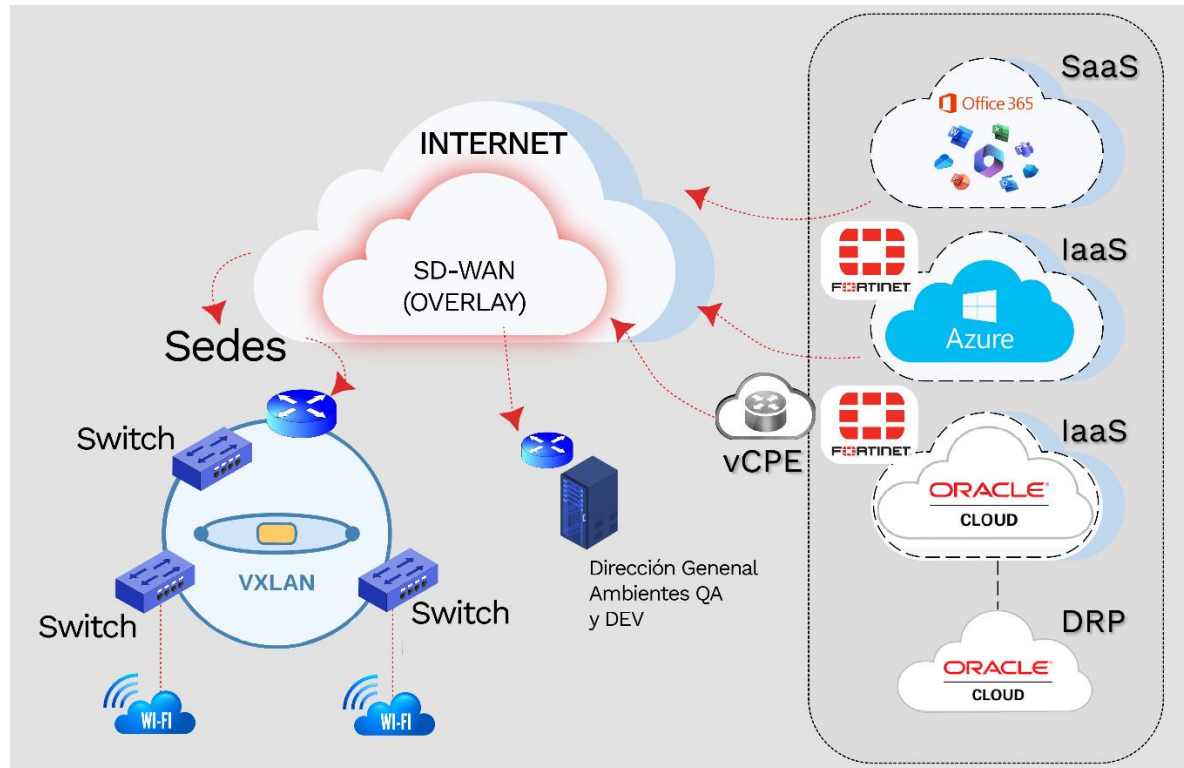 SaaS
Office 365
INTERNET
SD-WAN
(OVERLAY)
IaaS
FORTINET
Azure
Sedes
Switch
vCPE
FORTINET
IaaS
ORACLE
CLOUD
VXLAN
Switch
Switch
Dirección Genenal
Ambientes QA
y DEV
DRP
ORACLE
CLOUD
WI-FI
WI-FI